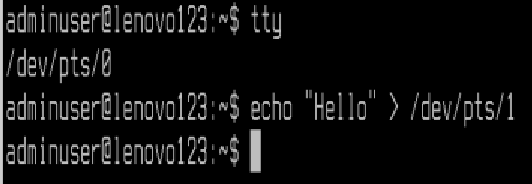 adminuser@lenovo123:~$ tty
/dev/pts/0
adminuser@lenovo123:~$ echo "Hello" > /dev/pts/1
adminuser@lenovo123:~$